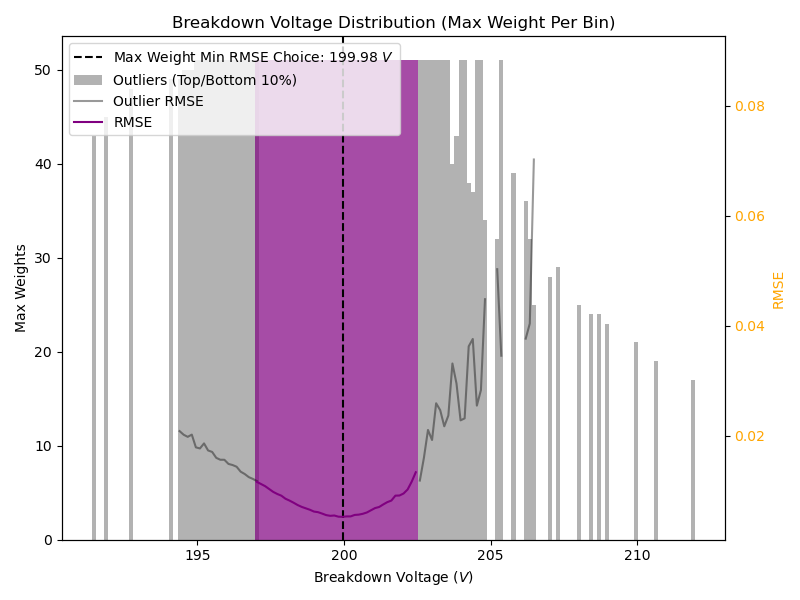 Breakdown Voltage Distribution (Max Weight Per Bin)
Max Weight Min RMSE Choice: 199.98 V
Outliers (Top/Bottom 10%)
Outlier RMSE
RMSE
Max Weights
50
40
30
20
10
0
195
200
205
210
Breakdown Voltage (V)
0.08
0.06
0.04
0.02
RMSE